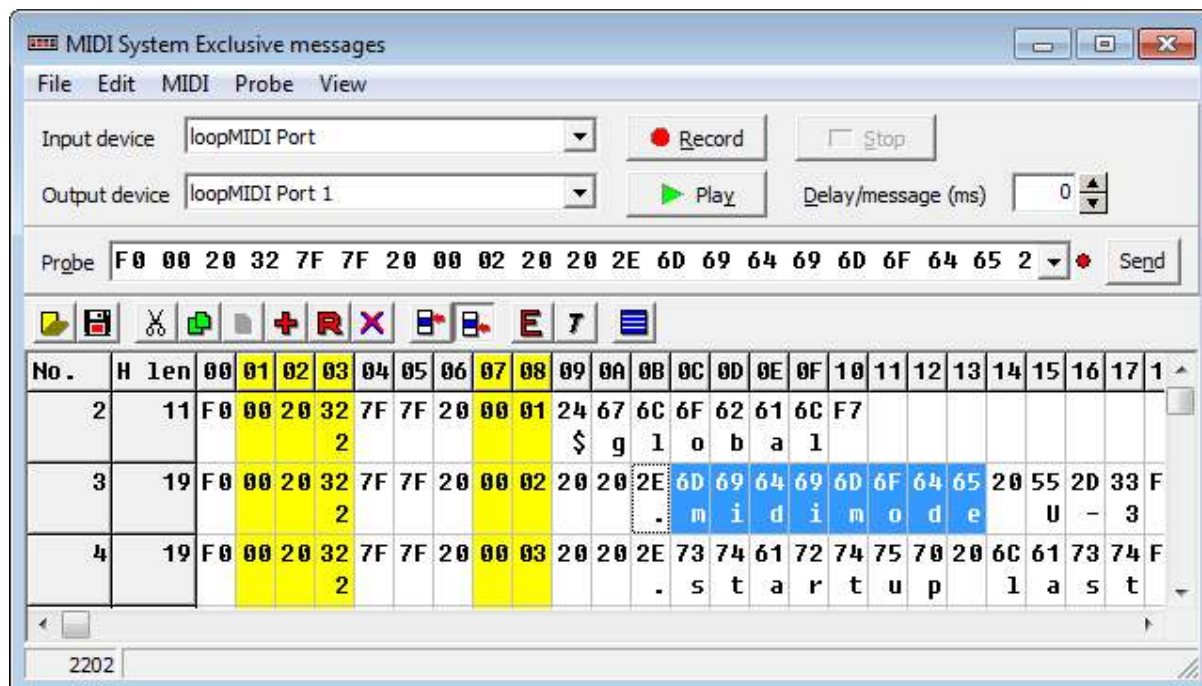 MIDI System Exclusive messages
File Edit MIDI Probe View
Input device loopMIDI Port Record Stop
Output device loopMIDI Port 1 Play Delay/message (ms) 0
Probe F0 00 20 32 7F 7F 20 00 02 20 20 2E 6D 69 64 69 6D 6F 64 65 2 Send
E T
No. H len 00 01 02 03 04 05 06 07 08 09 0A 0B 0C 0D 0E 0F 10 11 12 13 14 15 16 17 1
2 11 F0 00 20 32 7F 7F 20 00 01 24 67 6C 6F 62 61 6C F7
2 $ g l o b a l
3 19 F0 00 20 32 7F 7F 20 00 02 20 20 2E 6D 69 64 69 6D 6F 64 65 20 55 2D 33 F
2 . m i d i m o d e U - 3
4 19 F0 00 20 32 7F 7F 20 00 03 20 20 2E 73 74 61 72 74 75 70 20 6C 61 73 74 F
2 . s t a r t u p l a s t
2202